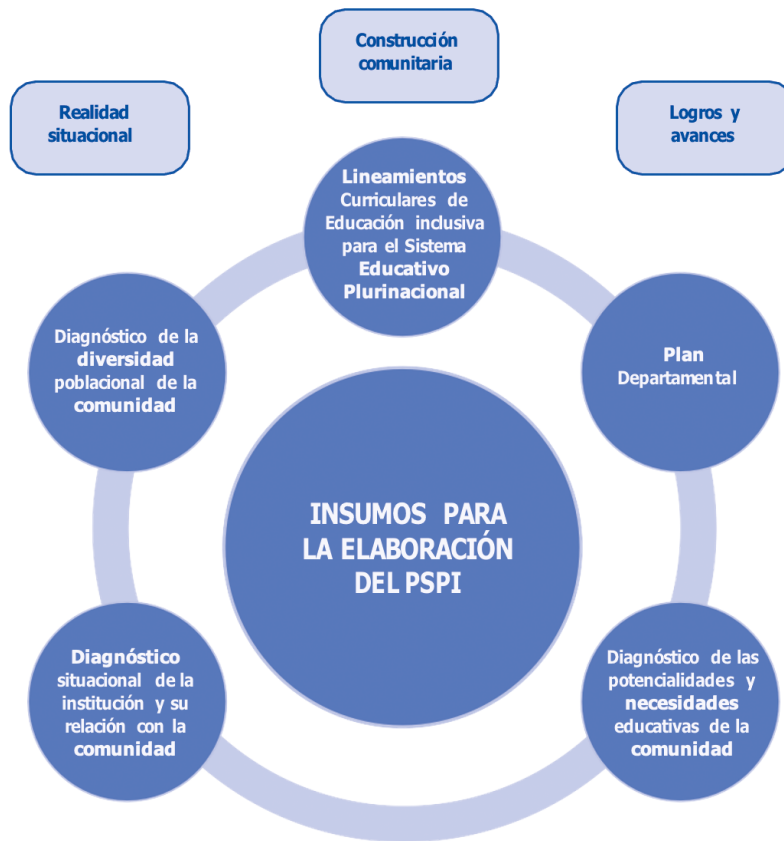 Construcción
comunitaria
Realidad
situacional
Logros y
avances
Lineamientos
Curriculares de
Educación inclusiva
para el Sistema
Educativo
Plurinacional
Diagnóstico de la
diversidad
poblacional de la
comunidad
Plan
Departamental
INSUMOS PARA
LA ELABORACIÓN
DEL PSPI
Diagnóstico
situacional de la
institución y su
relación con la
comunidad
Diagnóstico de las
potencialidades y
necesidades
educativas de la
comunidad